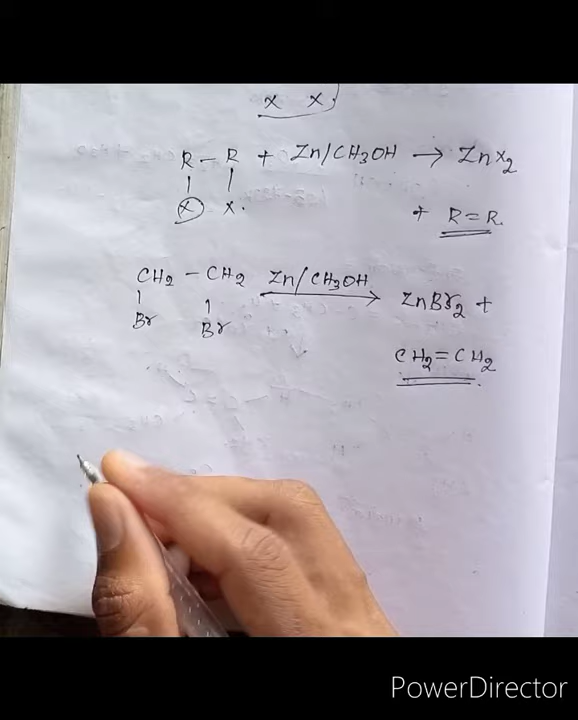 X X
R - R + Zn/CH3OH → ZnX2
| |
X X.
+ R=R
CH2 - CH2 Zn/CH3OH → ZnBr2 +
| |
Br Br
CH2=CH2
PowerDirector